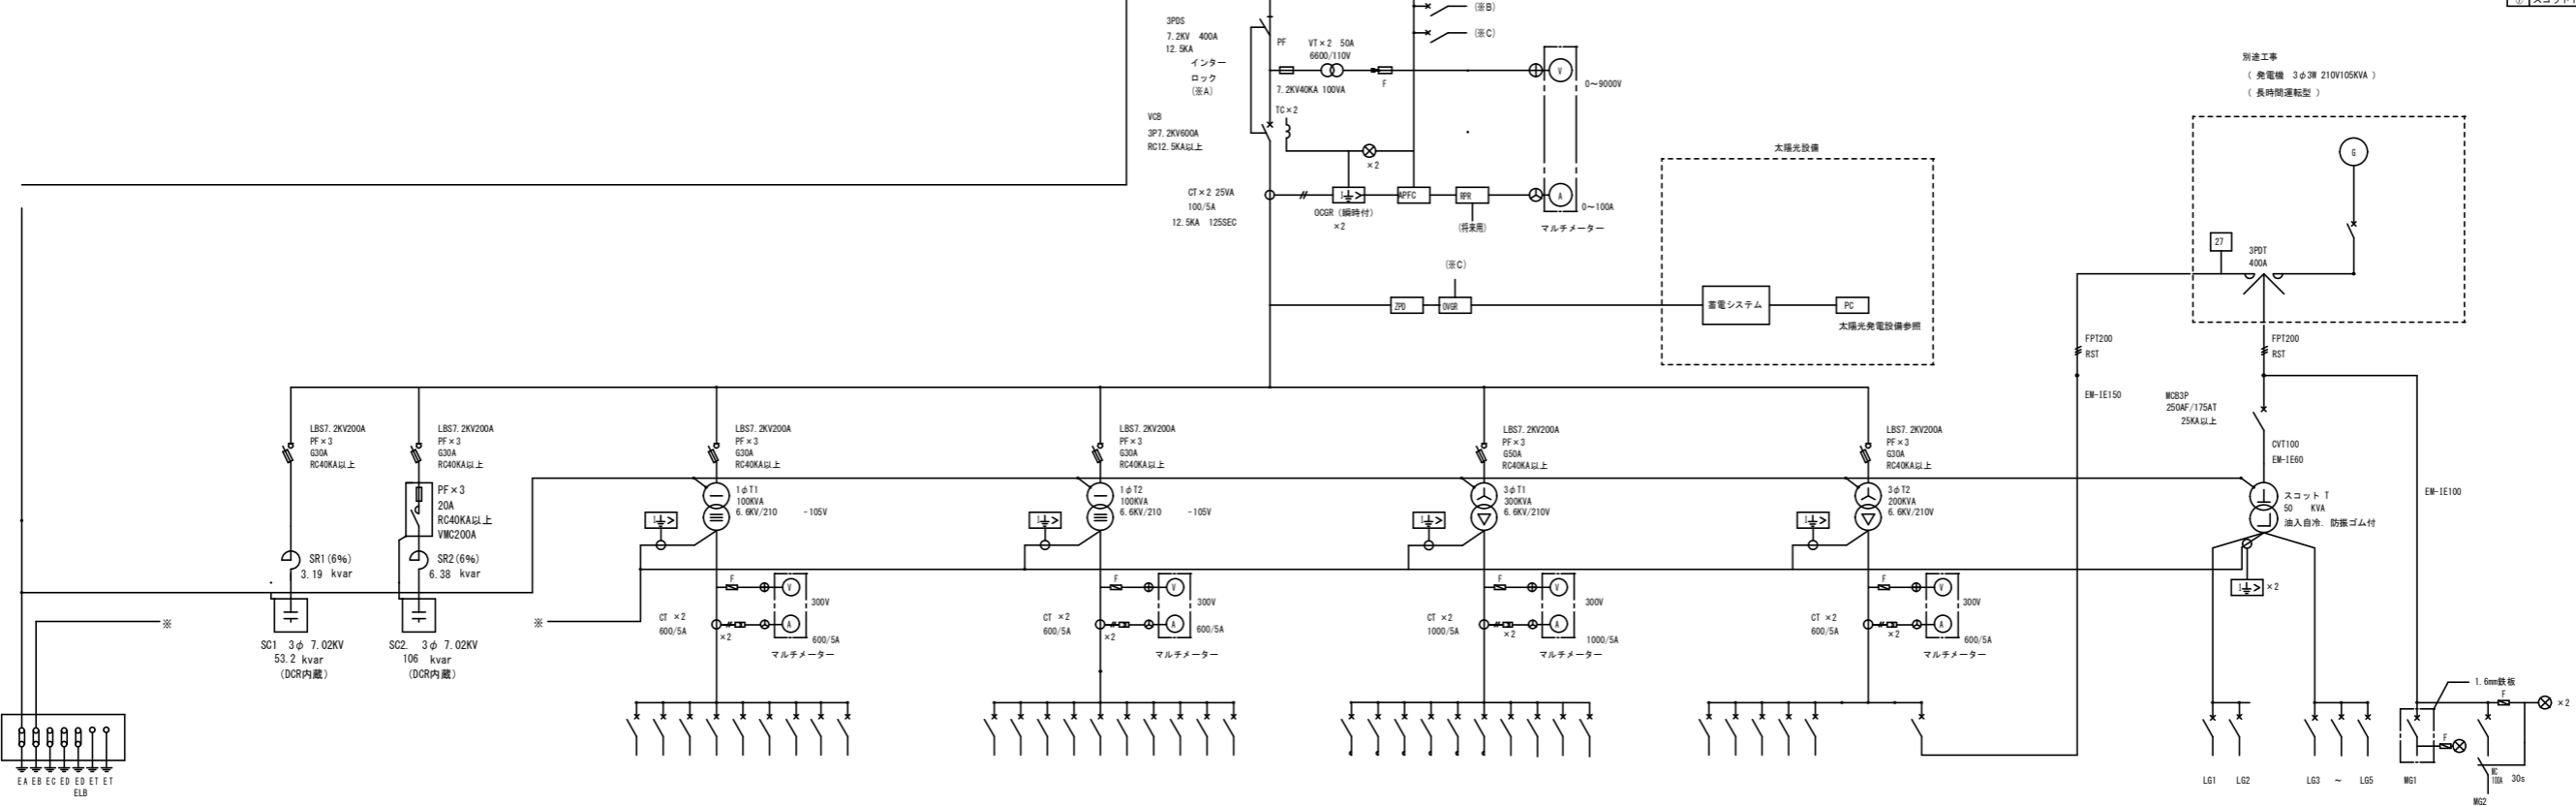 3PDS
7.2KV 400A
12.5KA
インター
ロック
(※A)
PF
VT×2 50A
6600/110V
7.2KV40KA 100VA
F
V
0～9000V
(※B)
(※C)
VCB
3P7.2KV600A
RC12.5KA以上
TC×2
×2
CT×2 25VA
100/5A
12.5KA 125SEC
I>
OCGR (瞬時付)
×2
APFC
RPR
(将来用)
A
0～100A
マルチメーター
(※C)
ZPD
OVGR
太陽光設備
蓄電システム
PC
太陽光発電設備参照
別途工事
( 発電機 3φ3W 210V105KVA )
( 長時間運転型 )
G
27
3PDT
400A
FPT200
RST
FPT200
RST
EM-IE150
MCB3P
250AF/175AT
25KA以上
CVT100
EM-IE60
EM-IE100
LBS7.2KV200A
PF×3
G30A
RC40KA以上
LBS7.2KV200A
PF×3
G30A
RC40KA以上
LBS7.2KV200A
PF×3
G30A
RC40KA以上
LBS7.2KV200A
PF×3
G30A
RC40KA以上
LBS7.2KV200A
PF×3
G50A
RC40KA以上
LBS7.2KV200A
PF×3
G30A
RC40KA以上
PF×3
20A
RC40KA以上
VMC200A
SR1(6%)
3.19 kvar
SR2(6%)
6.38 kvar
SC1 3φ 7.02KV
53.2 kvar
(DCR内蔵)
SC2. 3φ 7.02KV
106 kvar
(DCR内蔵)
※
※
1φT1
100KVA
6.6KV/210 -105V
I>
F
V
300V
CT ×2
600/5A
×2
A
600/5A
マルチメーター
1φT2
100KVA
6.6KV/210 -105V
I>
F
V
300V
CT ×2
600/5A
×2
A
600/5A
マルチメーター
3φT1
300KVA
6.6KV/210V
I>
F
V
300V
CT ×2
1000/5A
×2
A
1000/5A
マルチメーター
3φT2
200KVA
6.6KV/210V
I>
F
V
300V
CT ×2
600/5A
×2
A
600/5A
マルチメーター
スコット T
50 KVA
油入自冷. 防振ゴム付
I>
×2
1.6mm鉄板
F
×2
F
MC
100A
30s
LG1 LG2
LG3 ～ LG5
MG1
MG2
EA EB EC ED ED ET ET
ELB